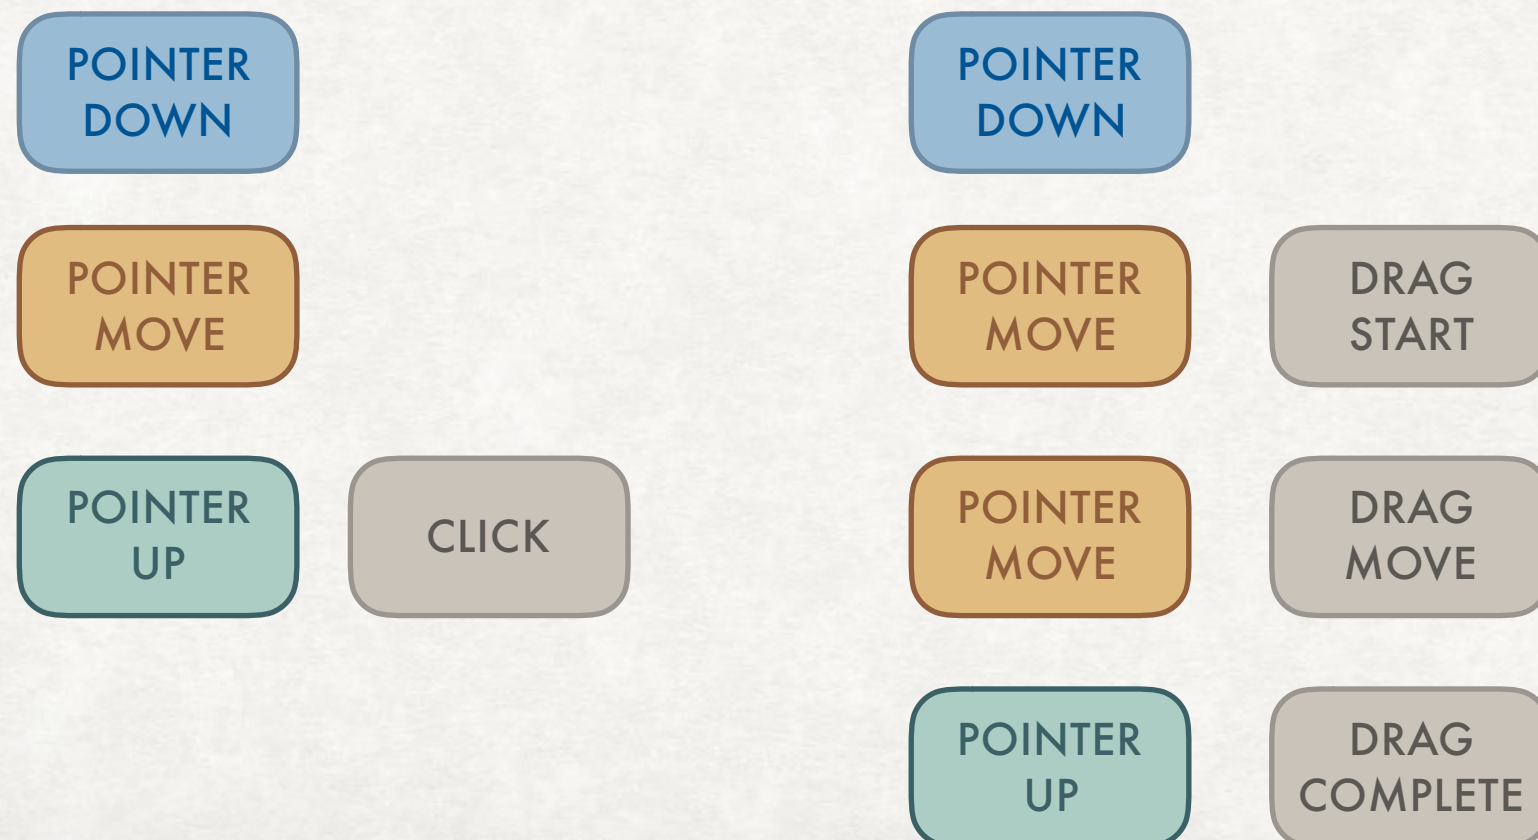 POINTER
DOWN
POINTER
DOWN
POINTER
MOVE
POINTER
MOVE
DRAG
START
POINTER
UP
CLICK
POINTER
MOVE
DRAG
MOVE
POINTER
UP
DRAG
COMPLETE